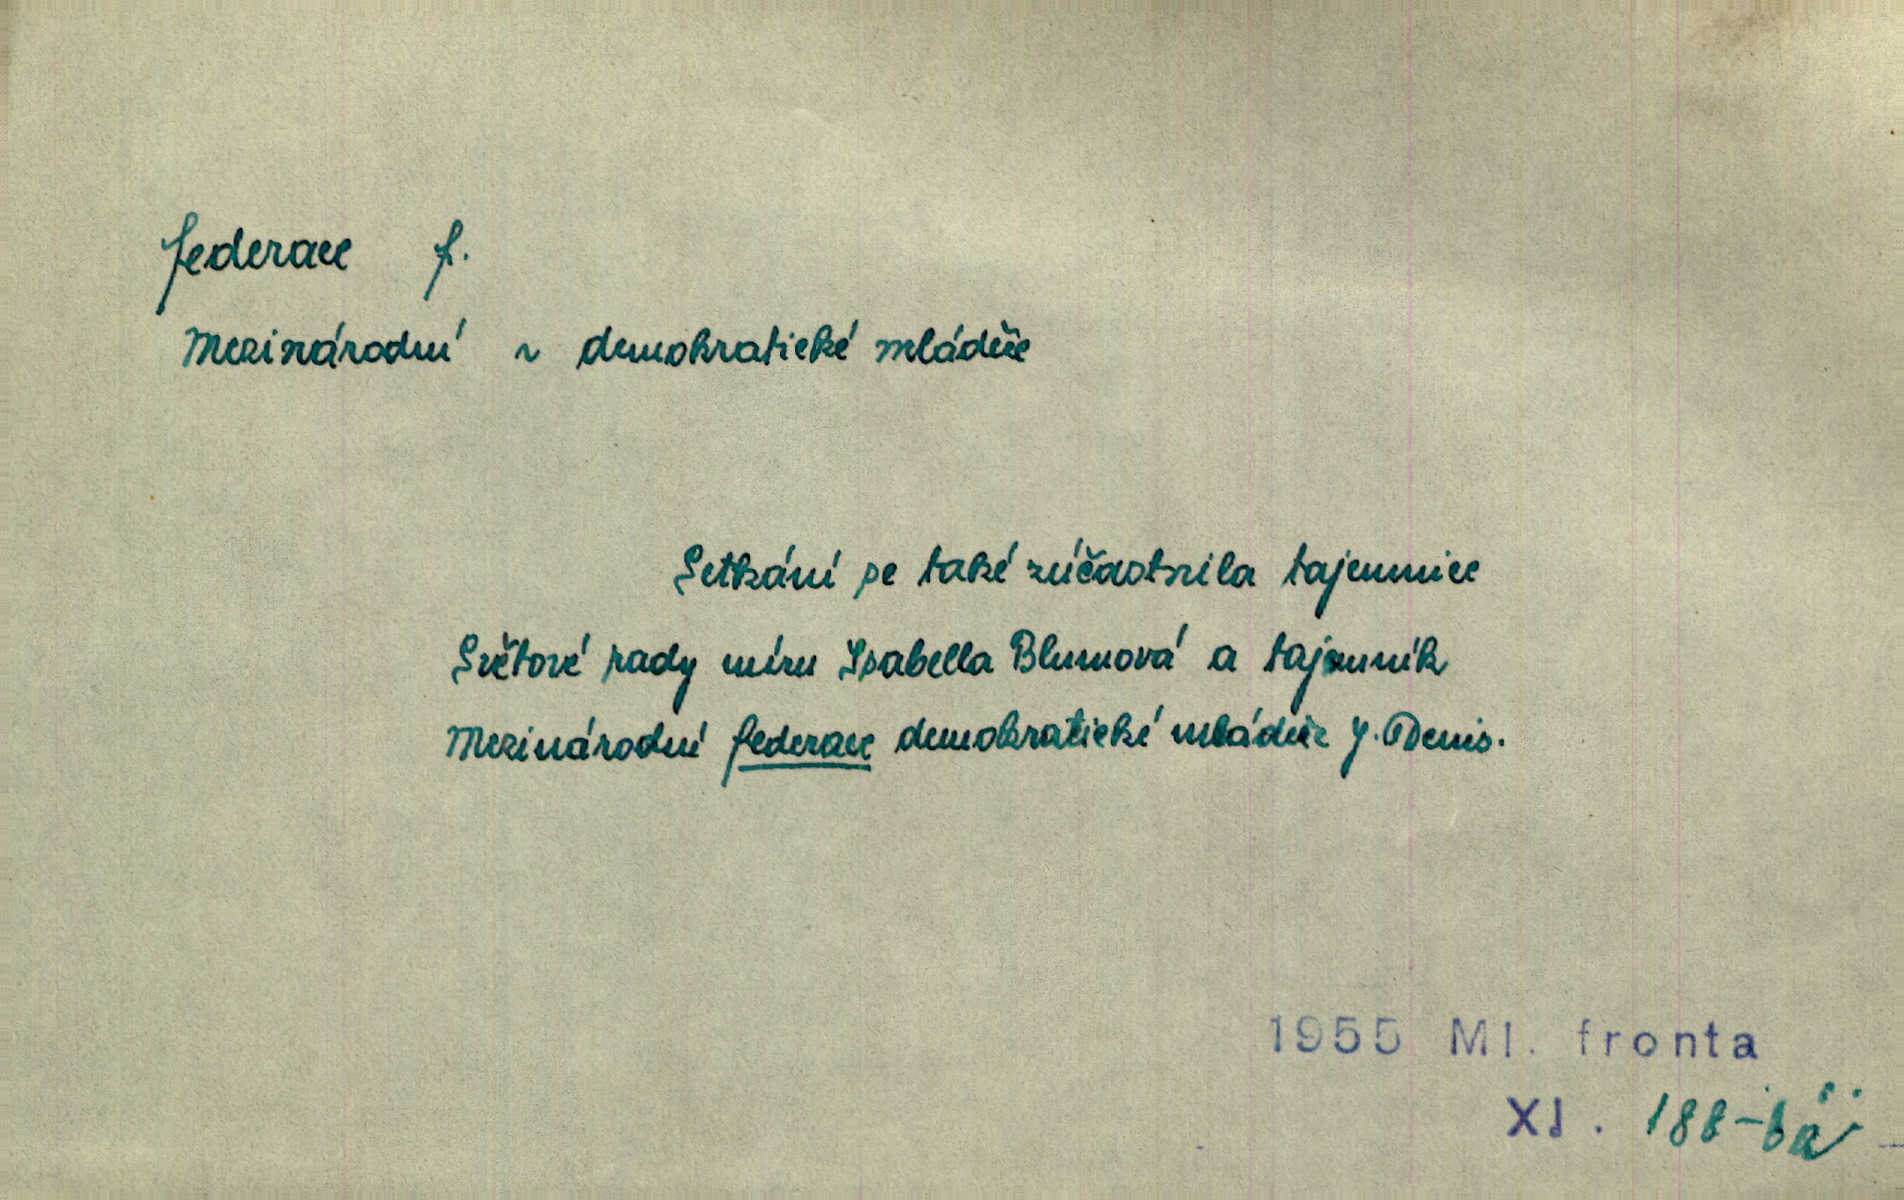 federace f.
Mezinárodní ~ demokratické mládeže
Setkání se také zúčastnila tajemnice
Světové rady míru Isabella Blumová a tajemník
Mezinárodní federace demokratické mládeže J. Denis.
1955 Ml. fronta
XI. 188-